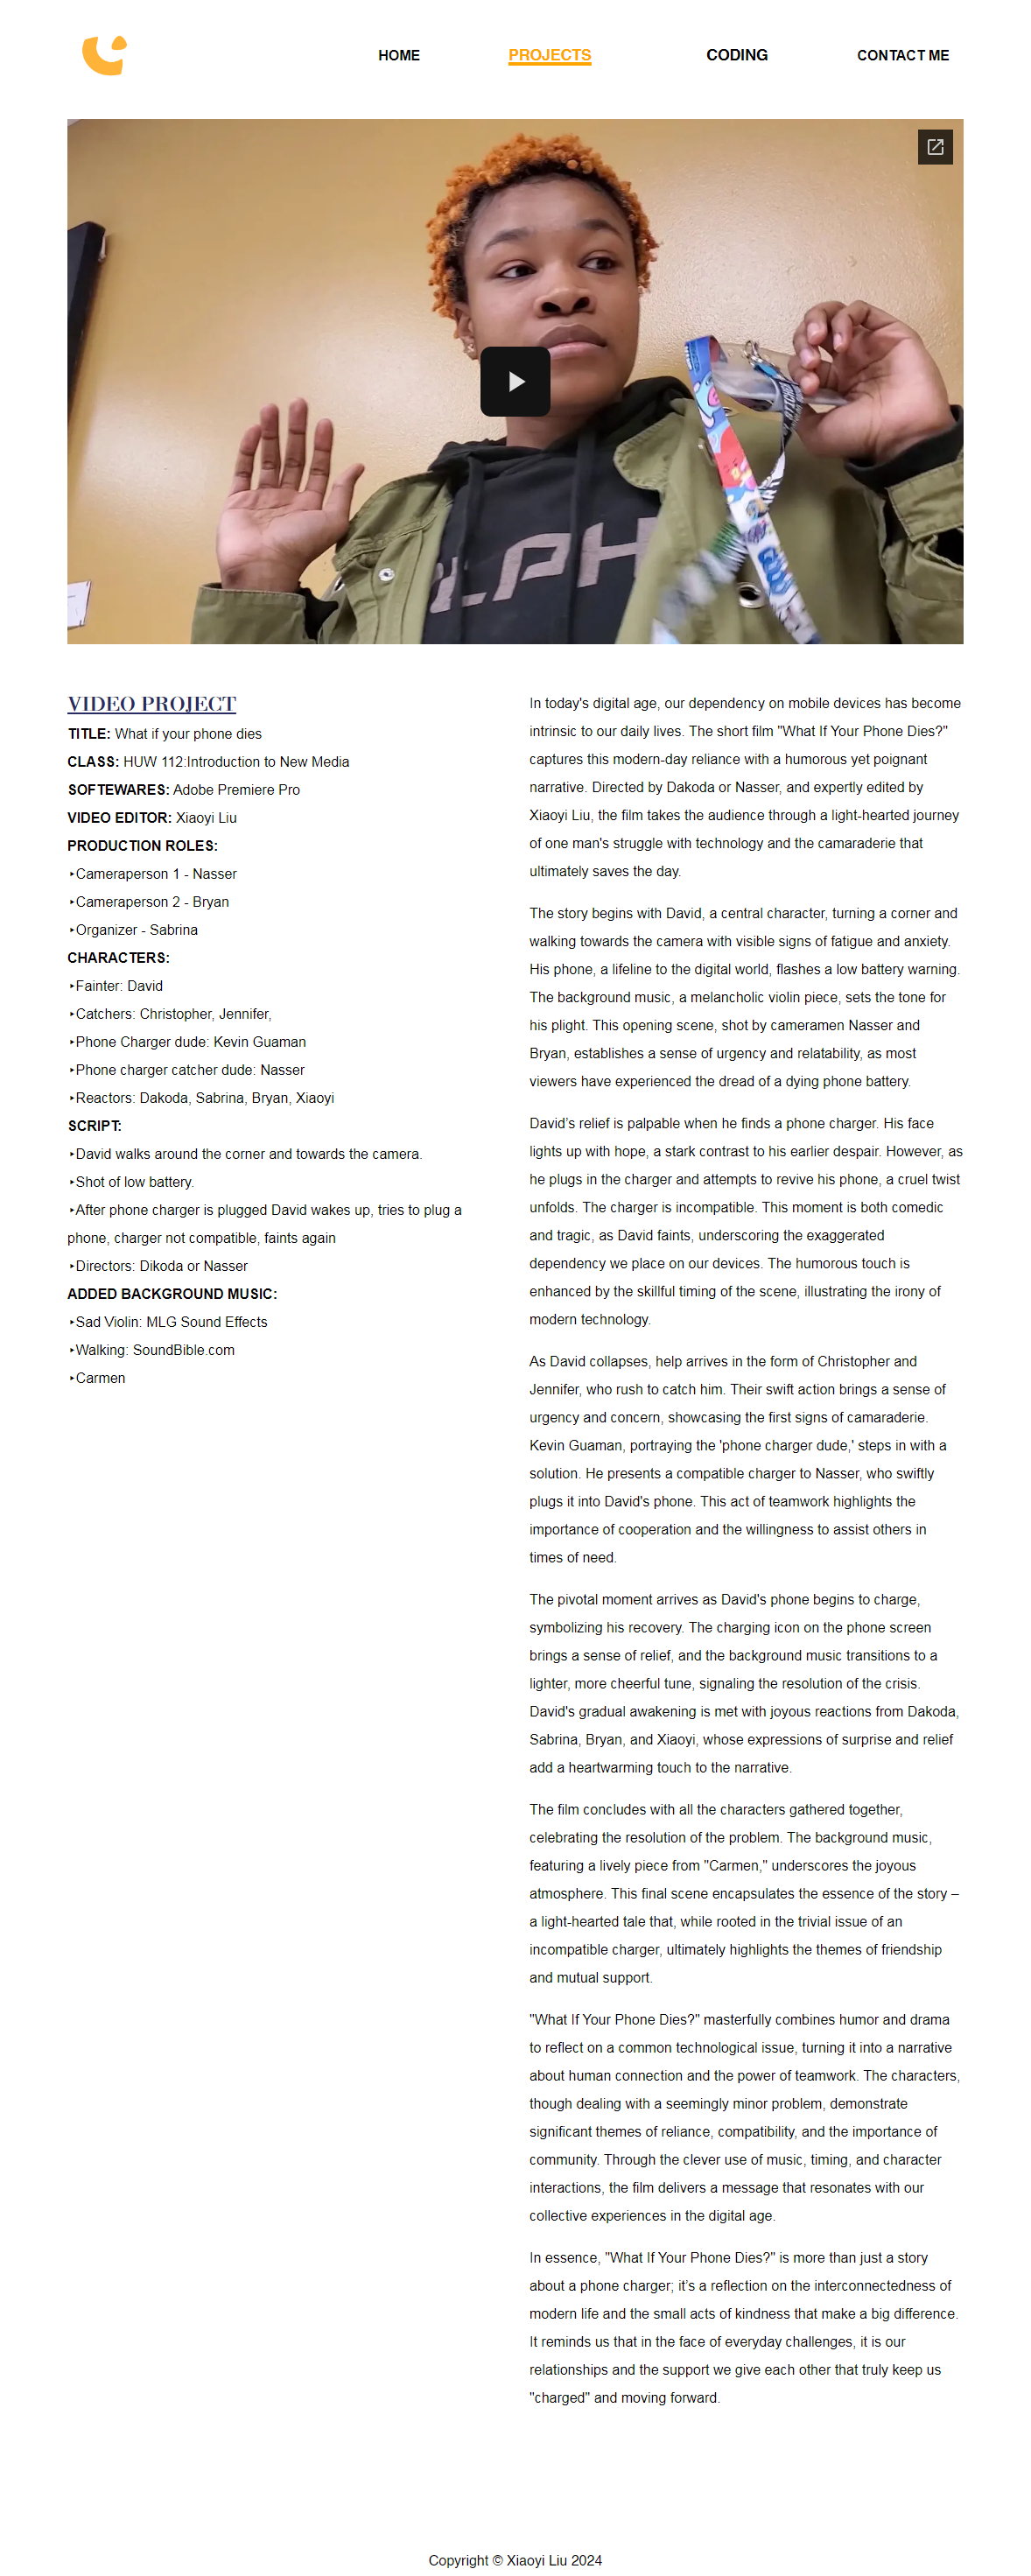 HOME PROJECTS CODING CONTACT ME
LPH
VIDEO PROJECT
TITLE: What if your phone dies
CLASS: HUW 112:Introduction to New Media
SOFTEWARES: Adobe Premiere Pro
VIDEO EDITOR: Xiaoyi Liu
PRODUCTION ROLES:
‣Cameraperson 1 - Nasser
‣Cameraperson 2 - Bryan
‣Organizer - Sabrina
CHARACTERS:
‣Fainter: David
‣Catchers: Christopher, Jennifer,
‣Phone Charger dude: Kevin Guaman
‣Phone charger catcher dude: Nasser
‣Reactors: Dakoda, Sabrina, Bryan, Xiaoyi
SCRIPT:
‣David walks around the corner and towards the camera.
‣Shot of low battery.
‣After phone charger is plugged David wakes up, tries to plug a
phone, charger not compatible, faints again
‣Directors: Dikoda or Nasser
ADDED BACKGROUND MUSIC:
‣Sad Violin: MLG Sound Effects
‣Walking: SoundBible.com
‣Carmen
In today's digital age, our dependency on mobile devices has become
intrinsic to our daily lives. The short film "What If Your Phone Dies?"
captures this modern-day reliance with a humorous yet poignant
narrative. Directed by Dakoda or Nasser, and expertly edited by
Xiaoyi Liu, the film takes the audience through a light-hearted journey
of one man's struggle with technology and the camaraderie that
ultimately saves the day.
The story begins with David, a central character, turning a corner and
walking towards the camera with visible signs of fatigue and anxiety.
His phone, a lifeline to the digital world, flashes a low battery warning.
The background music, a melancholic violin piece, sets the tone for
his plight. This opening scene, shot by cameramen Nasser and
Bryan, establishes a sense of urgency and relatability, as most
viewers have experienced the dread of a dying phone battery.
David’s relief is palpable when he finds a phone charger. His face
lights up with hope, a stark contrast to his earlier despair. However, as
he plugs in the charger and attempts to revive his phone, a cruel twist
unfolds. The charger is incompatible. This moment is both comedic
and tragic, as David faints, underscoring the exaggerated
dependency we place on our devices. The humorous touch is
enhanced by the skillful timing of the scene, illustrating the irony of
modern technology.
As David collapses, help arrives in the form of Christopher and
Jennifer, who rush to catch him. Their swift action brings a sense of
urgency and concern, showcasing the first signs of camaraderie.
Kevin Guaman, portraying the 'phone charger dude,' steps in with a
solution. He presents a compatible charger to Nasser, who swiftly
plugs it into David's phone. This act of teamwork highlights the
importance of cooperation and the willingness to assist others in
times of need.
The pivotal moment arrives as David's phone begins to charge,
symbolizing his recovery. The charging icon on the phone screen
brings a sense of relief, and the background music transitions to a
lighter, more cheerful tune, signaling the resolution of the crisis.
David's gradual awakening is met with joyous reactions from Dakoda,
Sabrina, Bryan, and Xiaoyi, whose expressions of surprise and relief
add a heartwarming touch to the narrative.
The film concludes with all the characters gathered together,
celebrating the resolution of the problem. The background music,
featuring a lively piece from "Carmen," underscores the joyous
atmosphere. This final scene encapsulates the essence of the story –
a light-hearted tale that, while rooted in the trivial issue of an
incompatible charger, ultimately highlights the themes of friendship
and mutual support.
"What If Your Phone Dies?" masterfully combines humor and drama
to reflect on a common technological issue, turning it into a narrative
about human connection and the power of teamwork. The characters,
though dealing with a seemingly minor problem, demonstrate
significant themes of reliance, compatibility, and the importance of
community. Through the clever use of music, timing, and character
interactions, the film delivers a message that resonates with our
collective experiences in the digital age.
In essence, "What If Your Phone Dies?" is more than just a story
about a phone charger; it’s a reflection on the interconnectedness of
modern life and the small acts of kindness that make a big difference.
It reminds us that in the face of everyday challenges, it is our
relationships and the support we give each other that truly keep us
"charged" and moving forward.
Copyright © Xiaoyi Liu 2024